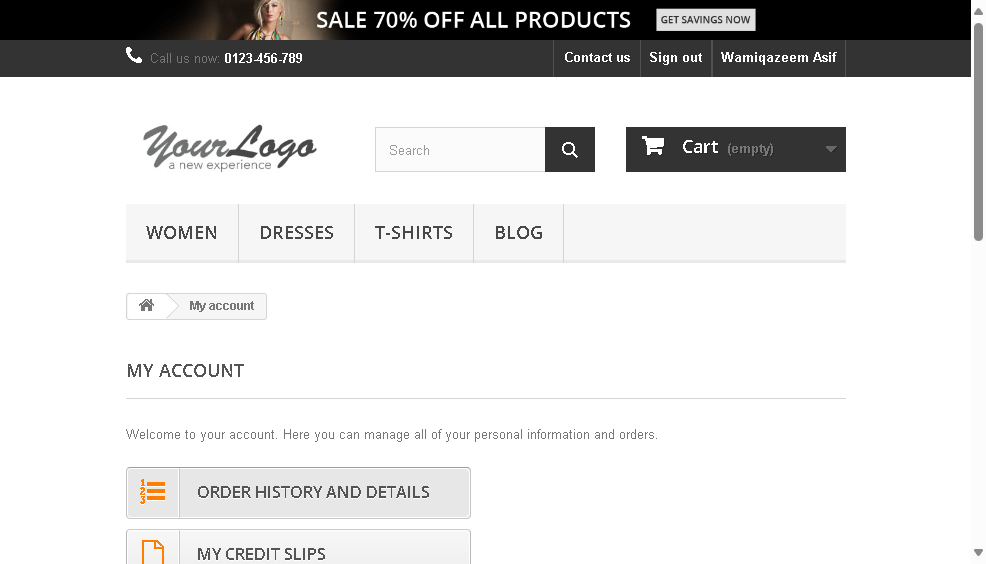 SALE 70% OFF ALL PRODUCTS GET SAVINGS NOW
Call us now: 0123-456-789 Contact us Sign out Wamiqazeem Asif
YourLogo
a new experience
Search
Cart (empty)
WOMEN DRESSES T-SHIRTS BLOG
My account
MY ACCOUNT
Welcome to your account. Here you can manage all of your personal information and orders.
1
2
3
ORDER HISTORY AND DETAILS
MY CREDIT SLIPS